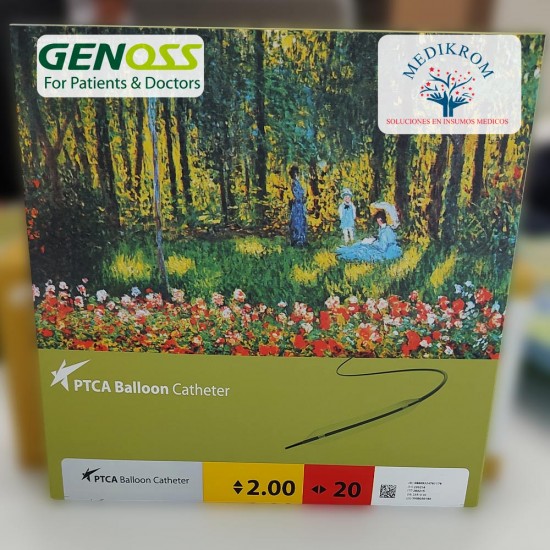 GENOSS
For Patients & Doctors
MEDIKROM
SOLUCIONES EN INSUMOS MEDICOS
PTCA Balloon Catheter
PTCA Balloon Catheter
2.00
20